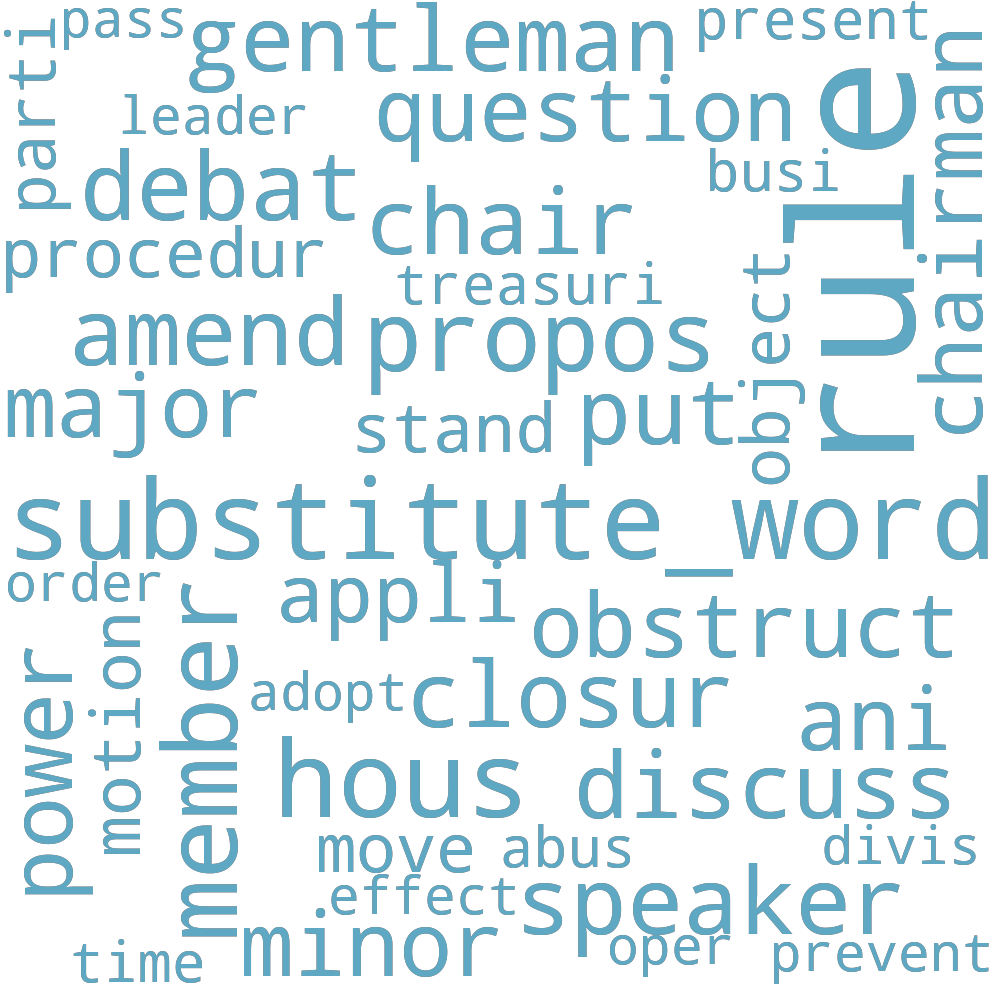 pass
gentleman
present
parti
leader
question
rule
chairman
debat
busi
chair
procedur
treasuri
object
amend
propos
major
stand
put
substitute_word
order
appli
obstruct
member
motion
power
adopt
closur
ani
hous
discuss
move
abus
divis
effect
speaker
minor
oper
time
prevent